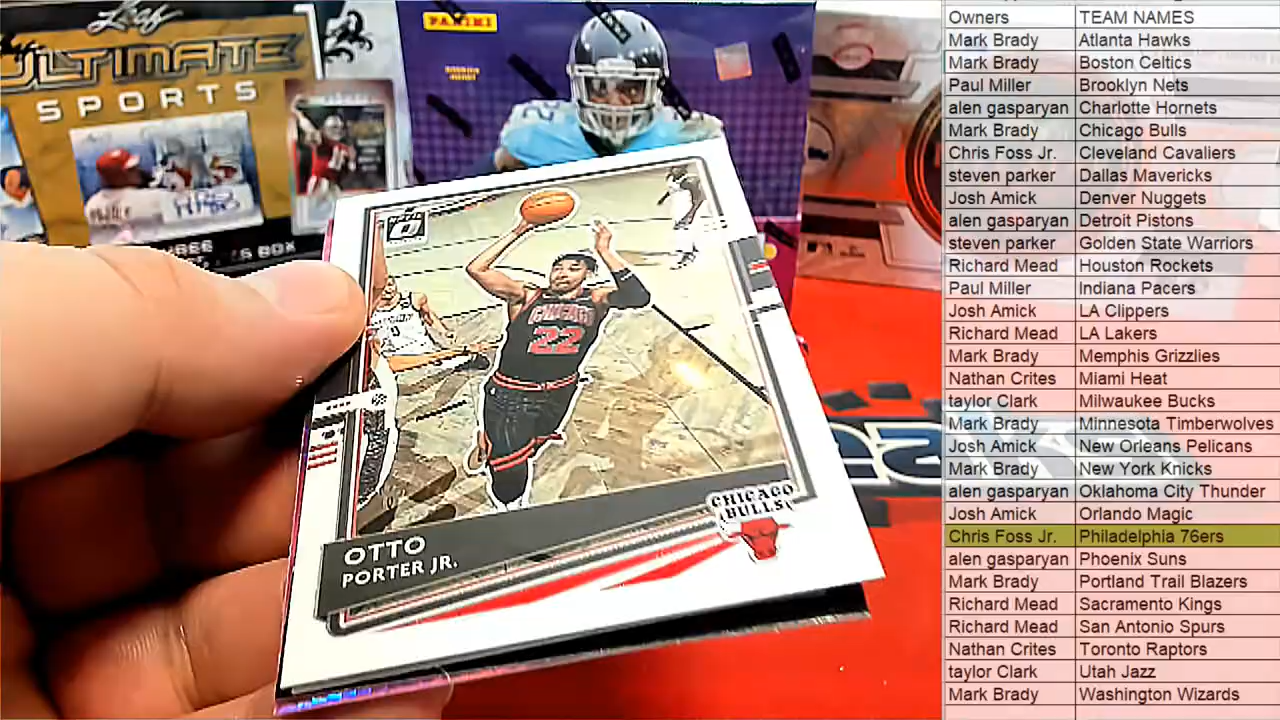 Leaf
ULTIMATE
SPORTS
BOX
PANINI
CHICAGO
22
CHICAGO
BULLS
OTTO
PORTER JR.
Owners TEAM NAMES
Mark Brady Atlanta Hawks
Mark Brady Boston Celtics
Paul Miller Brooklyn Nets
alen gasparyan Charlotte Hornets
Mark Brady Chicago Bulls
Chris Foss Jr. Cleveland Cavaliers
steven parker Dallas Mavericks
Josh Amick Denver Nuggets
alen gasparyan Detroit Pistons
steven parker Golden State Warriors
Richard Mead Houston Rockets
Paul Miller Indiana Pacers
Josh Amick LA Clippers
Richard Mead LA Lakers
Mark Brady Memphis Grizzlies
Nathan Crites Miami Heat
taylor Clark Milwaukee Bucks
Mark Brady Minnesota Timberwolves
Josh Amick New Orleans Pelicans
Mark Brady New York Knicks
alen gasparyan Oklahoma City Thunder
Josh Amick Orlando Magic
Chris Foss Jr. Philadelphia 76ers
alen gasparyan Phoenix Suns
Mark Brady Portland Trail Blazers
Richard Mead Sacramento Kings
Richard Mead San Antonio Spurs
Nathan Crites Toronto Raptors
taylor Clark Utah Jazz
Mark Brady Washington Wizards